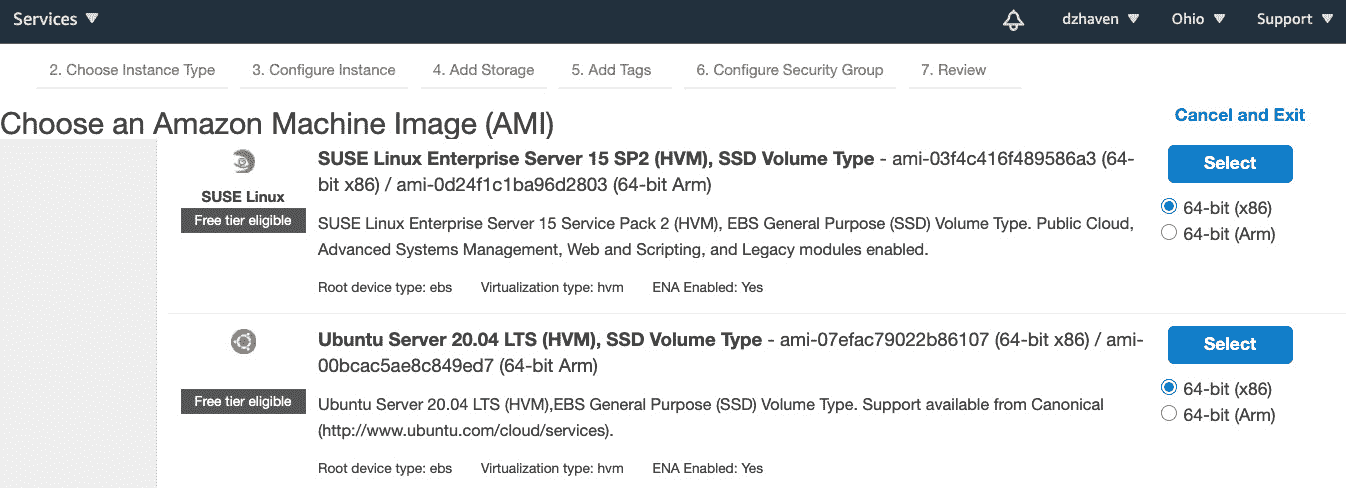 Services dzhaven Ohio Support
2. Choose Instance Type 3. Configure Instance 4. Add Storage 5. Add Tags 6. Configure Security Group 7. Review
Choose an Amazon Machine Image (AMI)
Cancel and Exit
SUSE Linux
Free tier eligible
SUSE Linux Enterprise Server 15 SP2 (HVM), SSD Volume Type - ami-03f4c416f489586a3 (64-
bit x86) / ami-0d24f1c1ba96d2803 (64-bit Arm)
SUSE Linux Enterprise Server 15 Service Pack 2 (HVM), EBS General Purpose (SSD) Volume Type. Public Cloud,
Advanced Systems Management, Web and Scripting, and Legacy modules enabled.
Root device type: ebs Virtualization type: hvm ENA Enabled: Yes
Select
64-bit (x86)
64-bit (Arm)
Free tier eligible
Ubuntu Server 20.04 LTS (HVM), SSD Volume Type - ami-07efac79022b86107 (64-bit x86) / ami-
00bcac5ae8c849ed7 (64-bit Arm)
Ubuntu Server 20.04 LTS (HVM),EBS General Purpose (SSD) Volume Type. Support available from Canonical
(http://www.ubuntu.com/cloud/services).
Root device type: ebs Virtualization type: hvm ENA Enabled: Yes
Select
64-bit (x86)
64-bit (Arm)